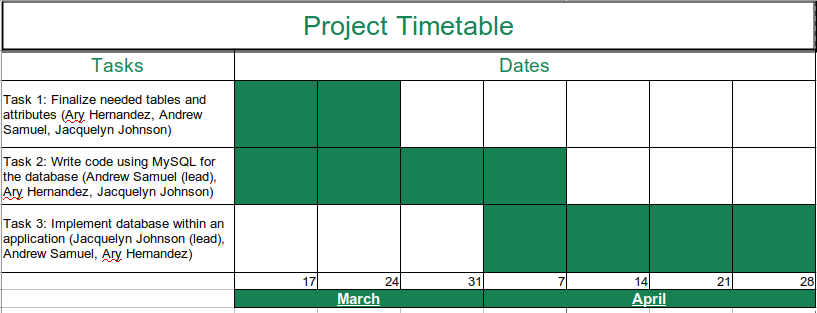 Project Timetable
Tasks Dates
Task 1: Finalize needed tables and
attributes (Ary Hernandez, Andrew
Samuel, Jacquelyn Johnson)
Task 2: Write code using MySQL for
the database (Andrew Samuel (lead),
Ary Hernandez, Jacquelyn Johnson)
Task 3: Implement database within an
application (Jacquelyn Johnson (lead),
Andrew Samuel, Ary Hernandez)
17 24 31 7 14 21 28
March April